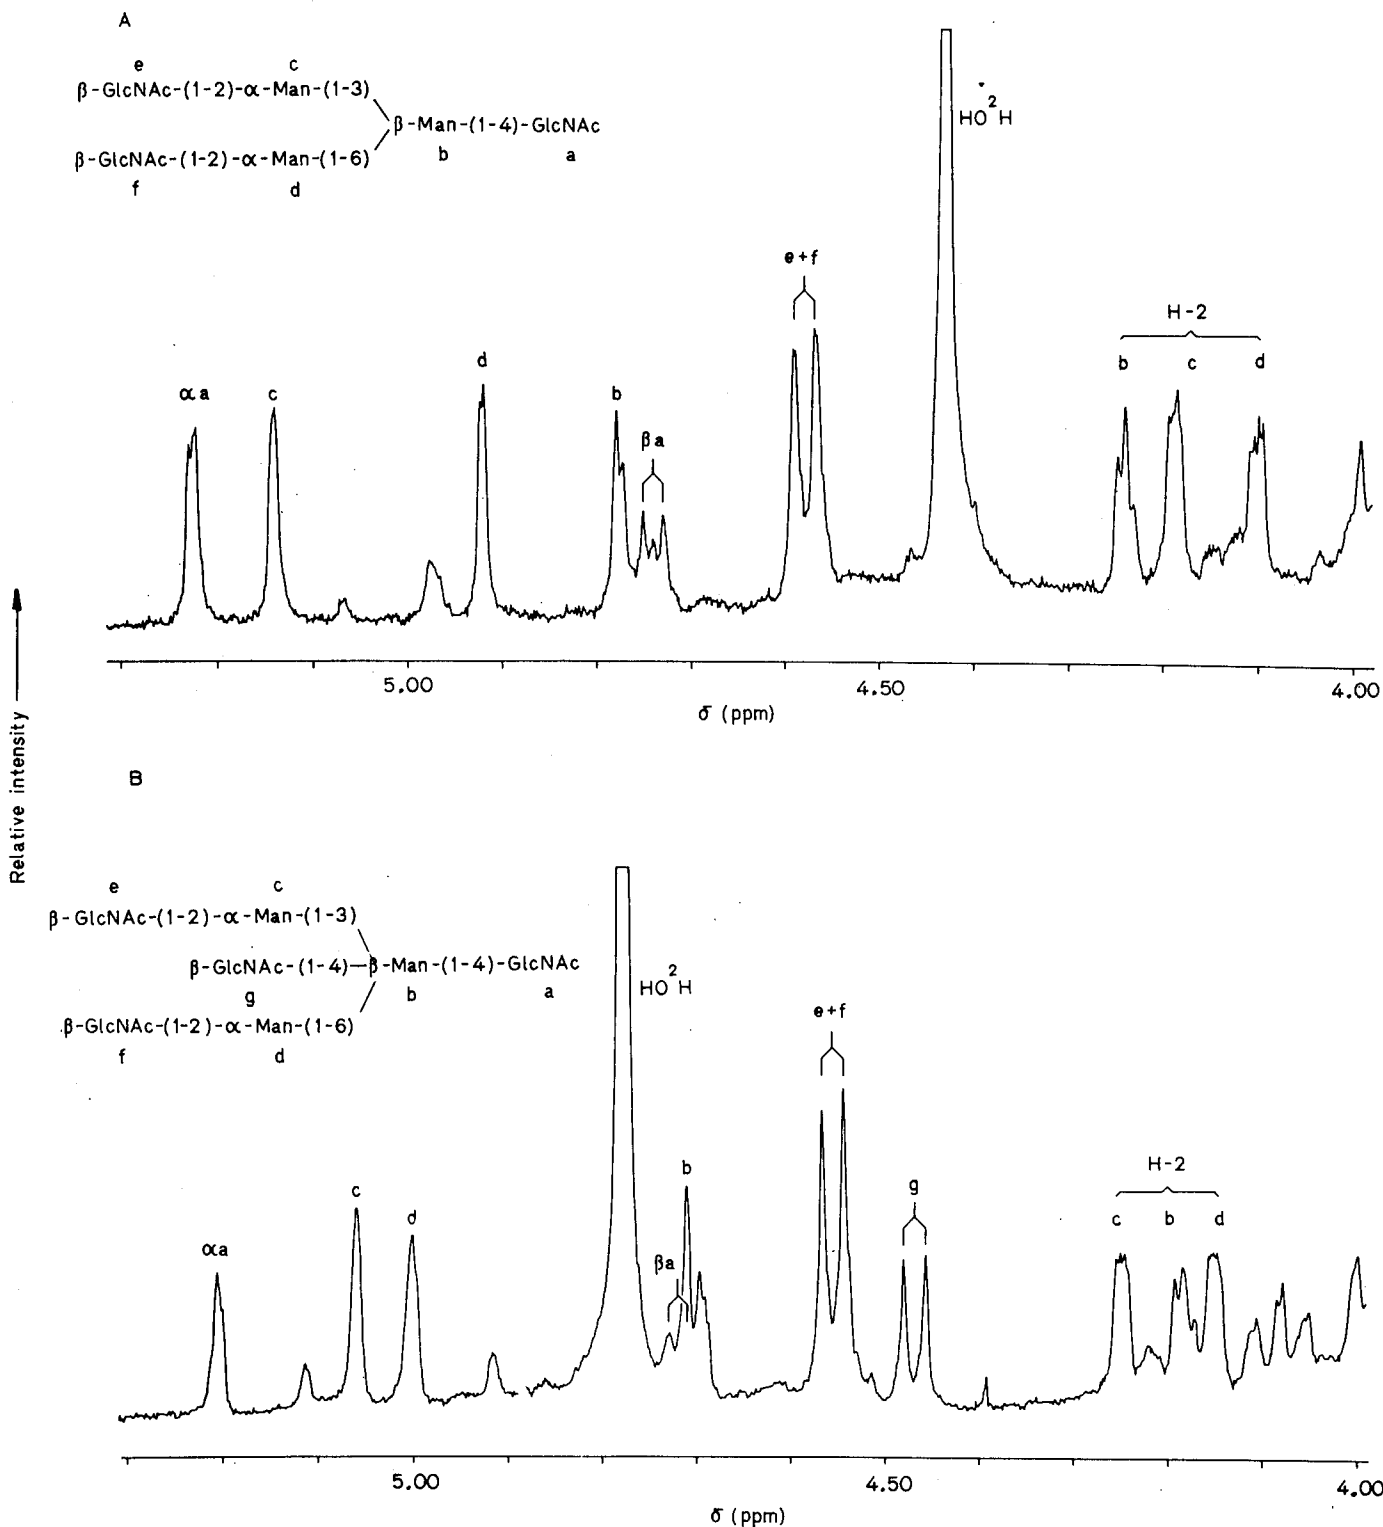 A
e c
β-GlcNAc-(1-2)-α-Man-(1-3)
β-Man-(1-4)-GlcNAc
b a
β-GlcNAc-(1-2)-α-Man-(1-6)
f d
HO²H
e+f
H-2
αa c d b βa b c d
5.00 4.50 4.00
δ (ppm)
Relative intensity
B
e c
β-GlcNAc-(1-2)-α-Man-(1-3)
β-GlcNAc-(1-4)-β-Man-(1-4)-GlcNAc
g b a
β-GlcNAc-(1-2)-α-Man-(1-6)
f d
HO²H
e+f
H-2
αa c d βa b g c b d
5.00 4.50 4.00
δ (ppm)